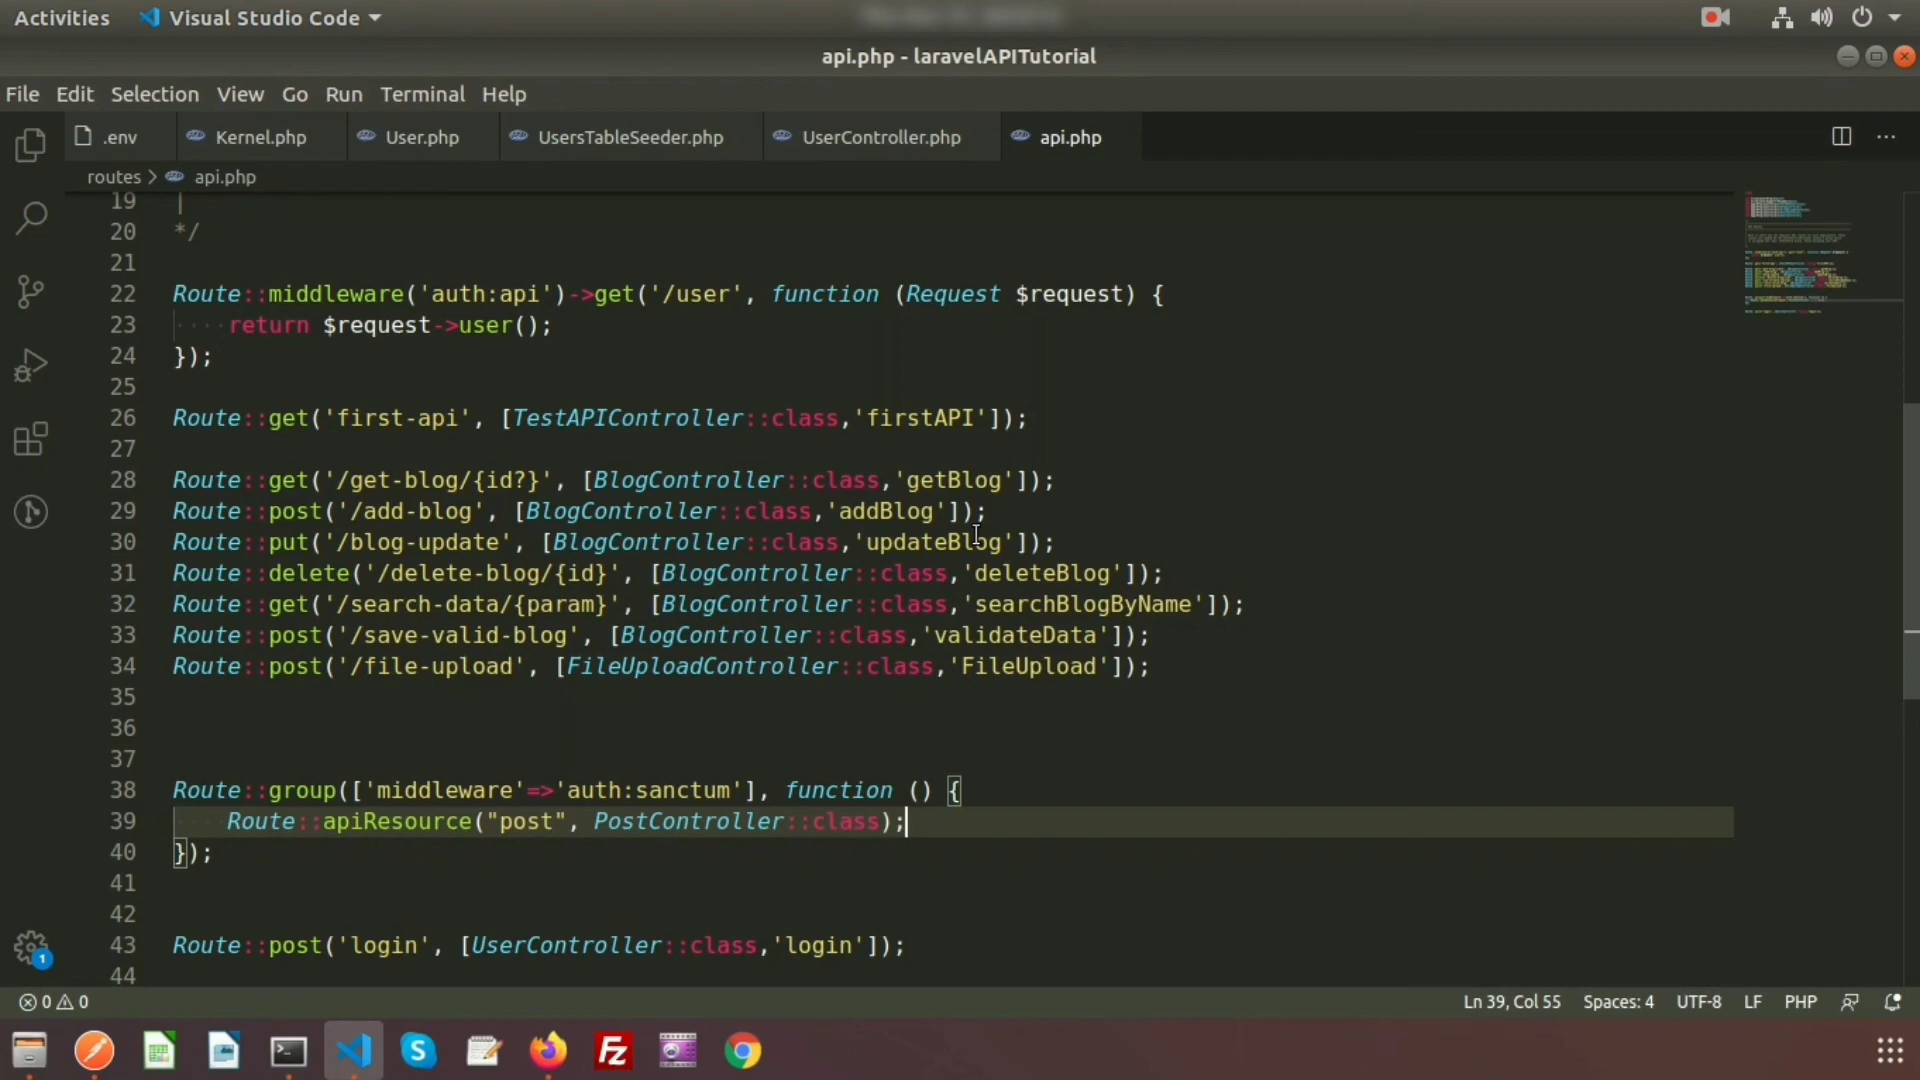 Activities Visual Studio Code
api.php - laravelAPITutorial
File Edit Selection View Go Run Terminal Help
.env Kernel.php User.php UsersTableSeeder.php UserController.php api.php ...
routes > api.php
19 |
20 */
21
22 Route::middleware('auth:api')->get('/user', function (Request $request) {
23 ····return $request->user();
24 });
25
26 Route::get('first-api', [TestAPIController::class,'firstAPI']);
27
28 Route::get('/get-blog/{id?}', [BlogController::class,'getBlog']);
29 Route::post('/add-blog', [BlogController::class,'addBlog']);
30 Route::put('/blog-update', [BlogController::class,'updateBlog']);
31 Route::delete('/delete-blog/{id}', [BlogController::class,'deleteBlog']);
32 Route::get('/search-data/{param}', [BlogController::class,'searchBlogByName']);
33 Route::post('/save-valid-blog', [BlogController::class,'validateData']);
34 Route::post('/file-upload', [FileUploadController::class,'FileUpload']);
35
36
37
38 Route::group(['middleware'=>'auth:sanctum'], function () {
39 ····Route::apiResource("post", PostController::class);
40 });
41
42
43 Route::post('login', [UserController::class,'login']);
44
1
0 0 Ln 39, Col 55 Spaces: 4 UTF-8 LF PHP
S Fz